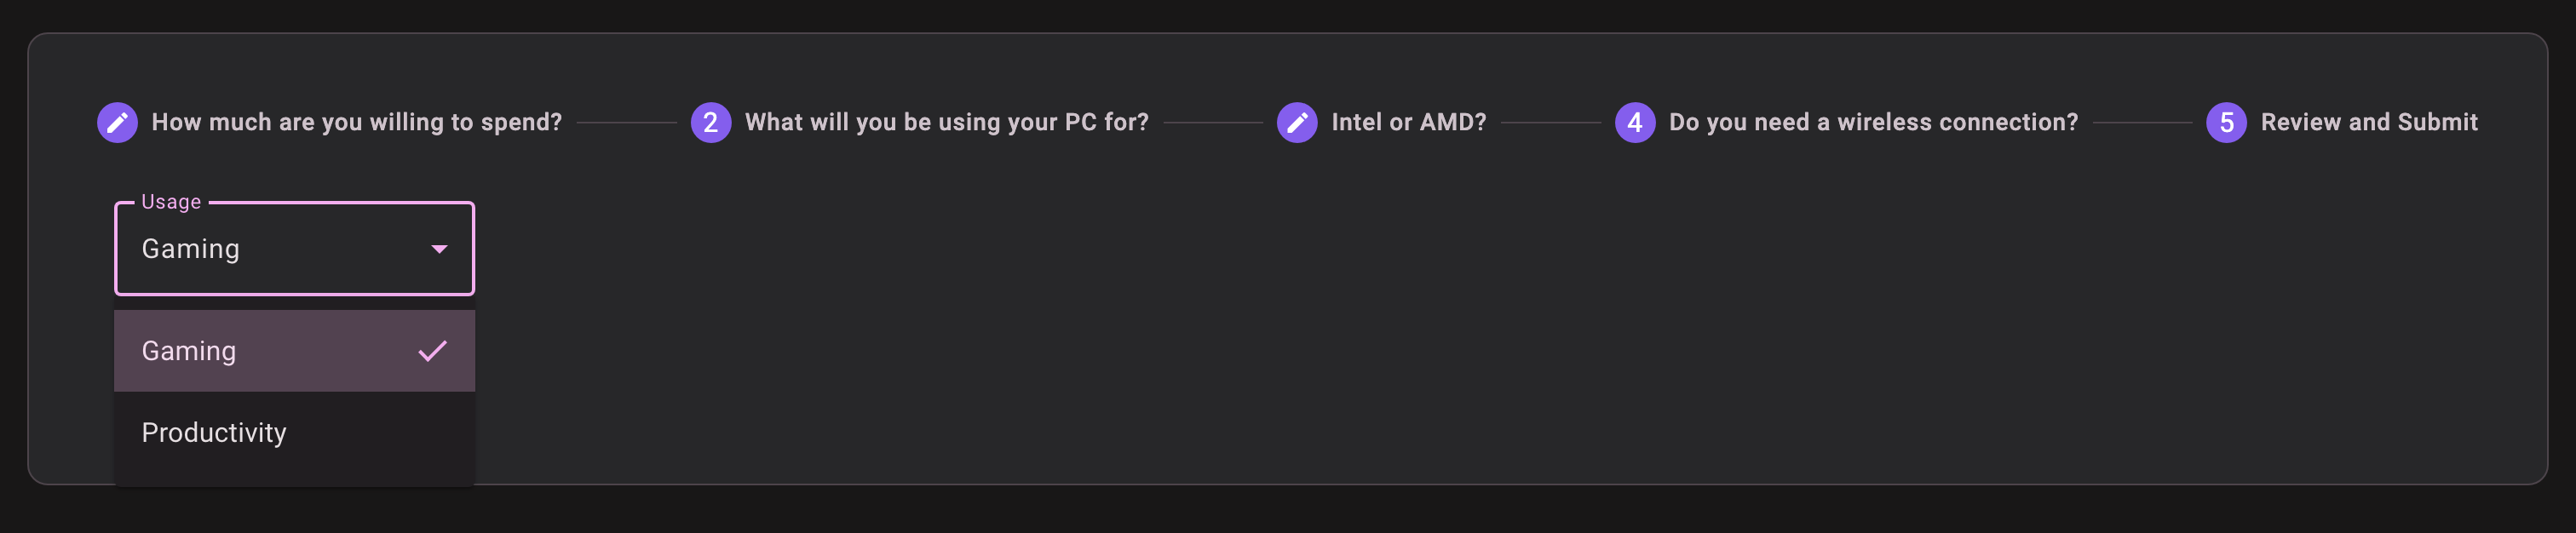 How much are you willing to spend?
2 What will you be using your PC for?
Intel or AMD?
4 Do you need a wireless connection?
5 Review and Submit
Usage
Gaming
Gaming
Productivity